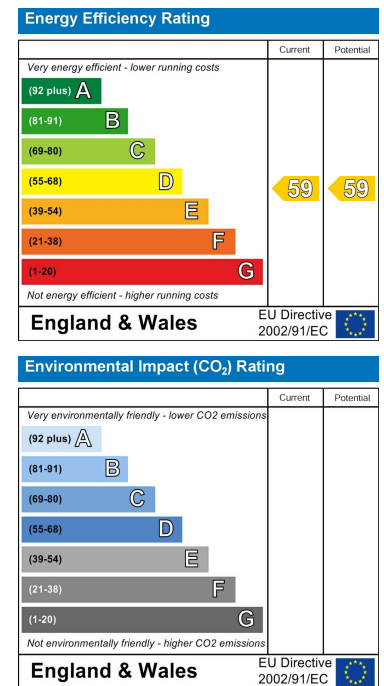 Energy Efficiency Rating
Current Potential
Very energy efficient - lower running costs
(92 plus) A
(81-91) B
(69-80) C
(55-68) D
59 59
(39-54) E
(21-38) F
(1-20) G
Not energy efficient - higher running costs
England & Wales
EU Directive
2002/91/EC
Environmental Impact (CO₂) Rating
Current Potential
Very environmentally friendly - lower CO2 emissions
(92 plus) A
(81-91) B
(69-80) C
(55-68) D
(39-54) E
(21-38) F
(1-20) G
Not environmentally friendly - higher CO2 emissions
England & Wales
EU Directive
2002/91/EC